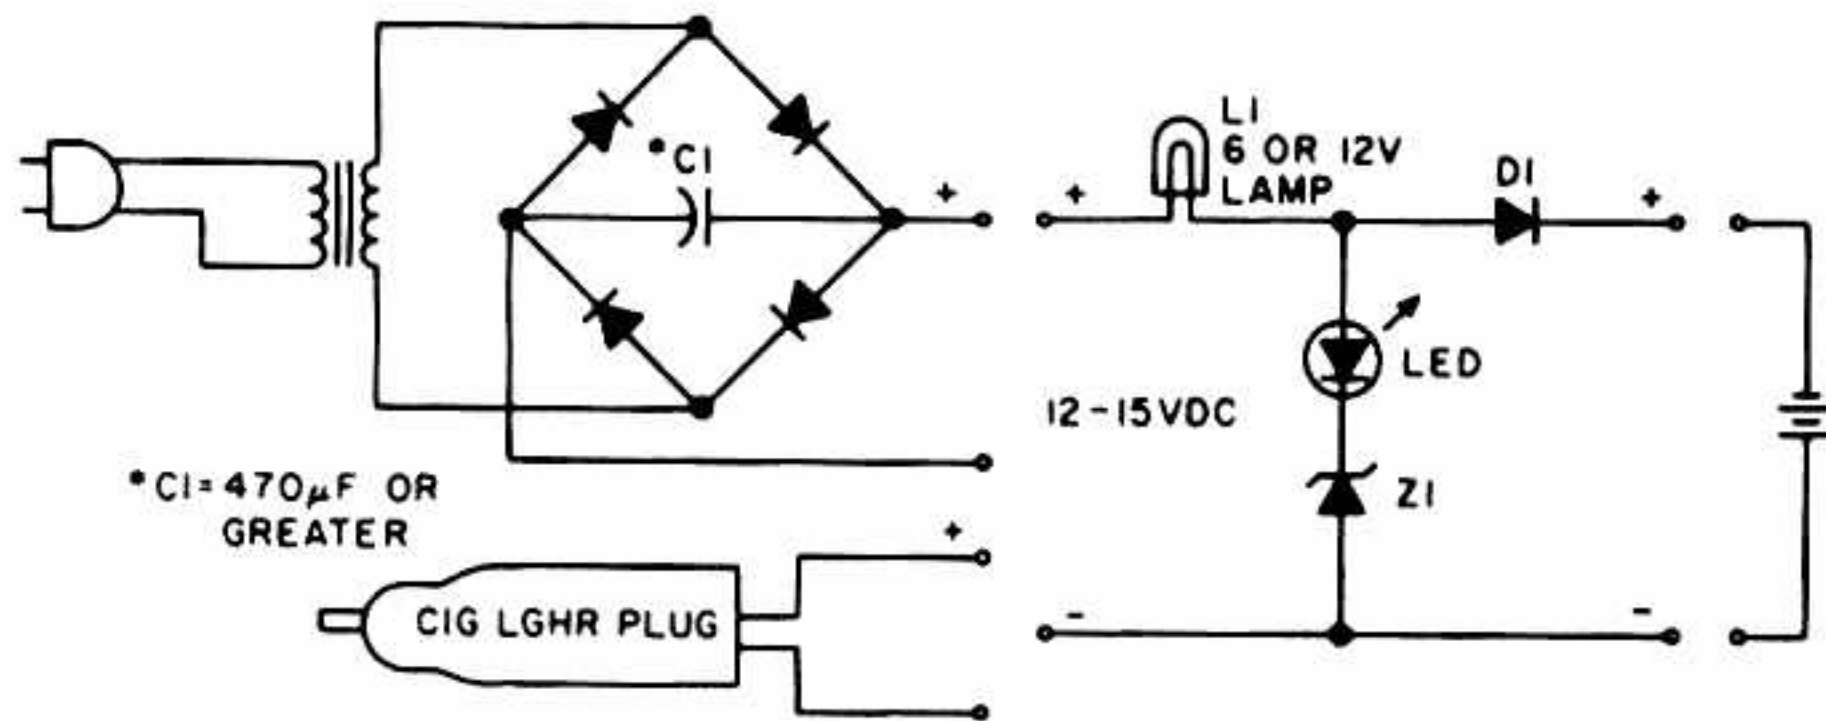 *C1
+
+
L1
6 OR 12V
LAMP
D1
+
LED
12-15VDC
Z1
*C1=470µF OR
GREATER
+
CIG LGHR PLUG
-
-